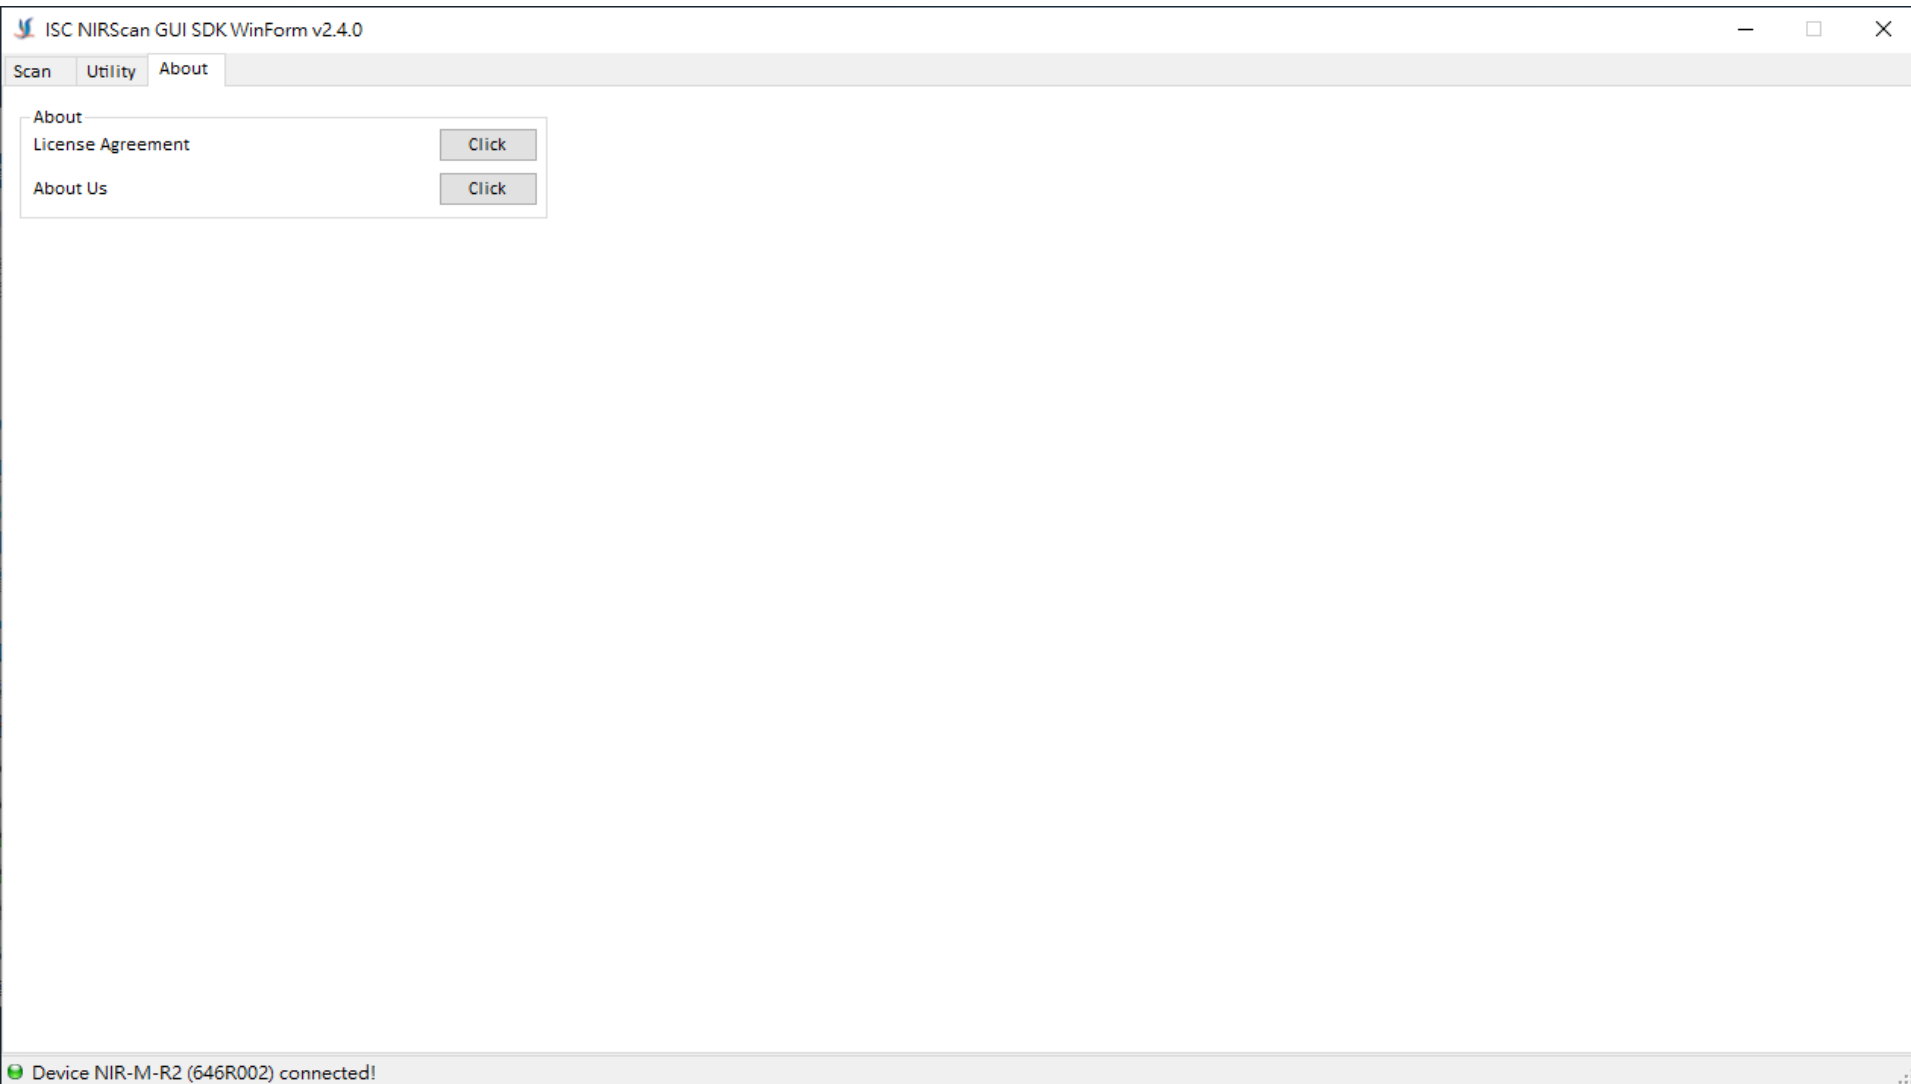 ISC NIRScan GUI SDK WinForm v2.4.0
Scan Utility About
About
License Agreement Click
About Us Click
Device NIR-M-R2 (646R002) connected!